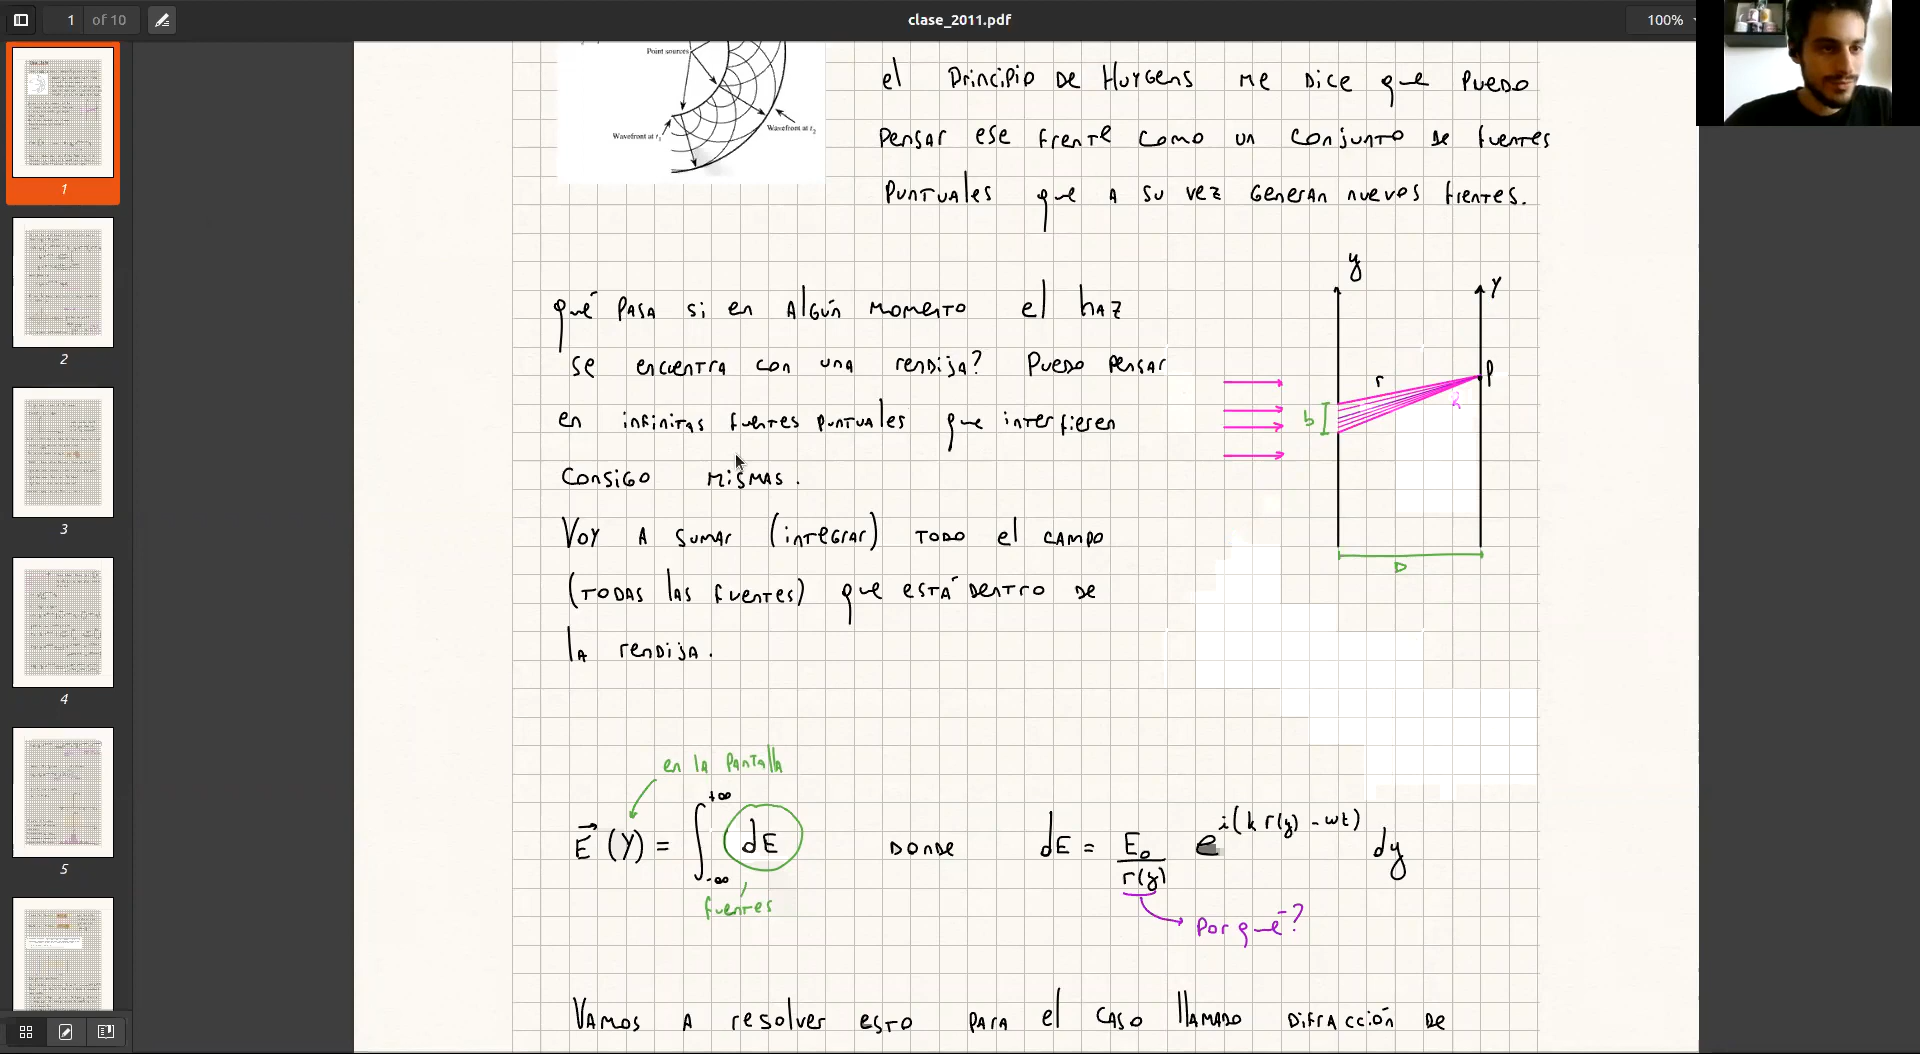 1 of 10
clase_2011.pdf
100%
1
2
3
4
5
Point sources
Wavefront at t₁
Wavefront at t₂
el Principio de Huygens me dice que puedo
pensar ese frente como un conjunto de fuentes
puntuales que a su vez generan nuevos frentes.
qué pasa si en algún momento el haz
se encuentra con una rendija? Puedo pensar
en infinitas fuentes puntuales que interfieren
consigo mismas.
Voy a sumar (integrar) todo el campo
(todas las fuentes) que está dentro de
la rendija.
y
Y
r
P
b
D
en la pantalla
E⃗ (Y) = ∫₋∞⁺∞ dE donde dE = E₀/r(y) e^i(k r(y) - wt) dy
fuentes
Por qué?
Vamos a resolver esto para el caso llamado difracción de